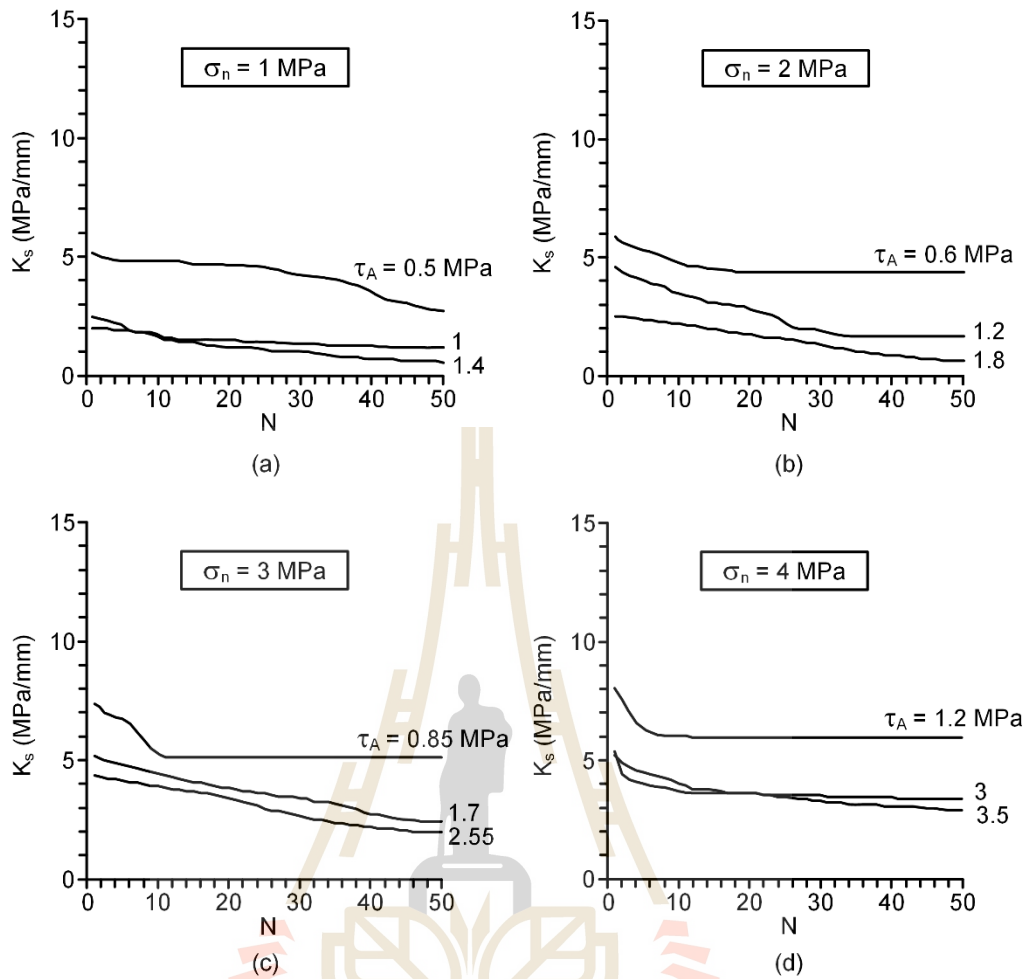 σn = 1 MPa
Ks (MPa/mm)
15
10
5
0
τA = 0.5 MPa
1
1.4
0 10 20 30 40 50
N
(a)
σn = 2 MPa
Ks (MPa/mm)
15
10
5
0
τA = 0.6 MPa
1.2
1.8
0 10 20 30 40 50
N
(b)
σn = 3 MPa
Ks (MPa/mm)
15
10
5
0
τA = 0.85 MPa
1.7
2.55
0 10 20 30 40 50
N
(c)
σn = 4 MPa
Ks (MPa/mm)
15
10
5
0
τA = 1.2 MPa
3
3.5
0 10 20 30 40 50
N
(d)